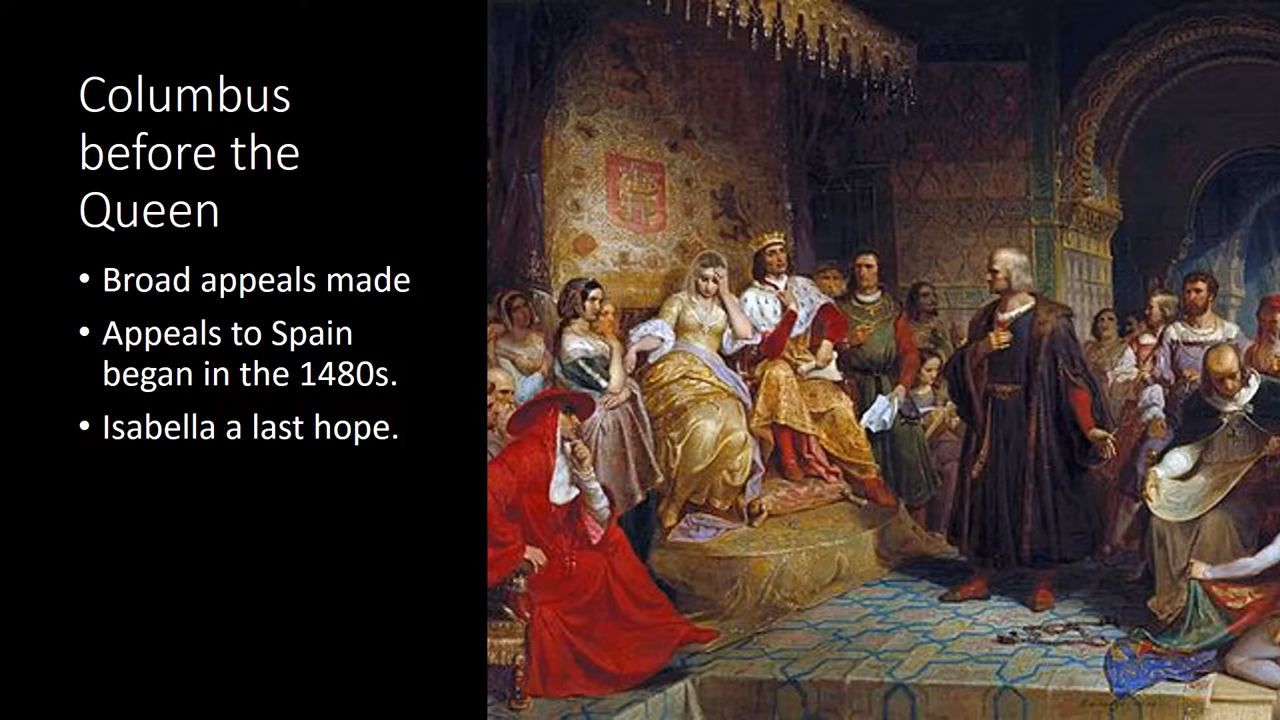 Columbus
before the
Queen
• Broad appeals made
• Appeals to Spain
began in the 1480s.
• Isabella a last hope.